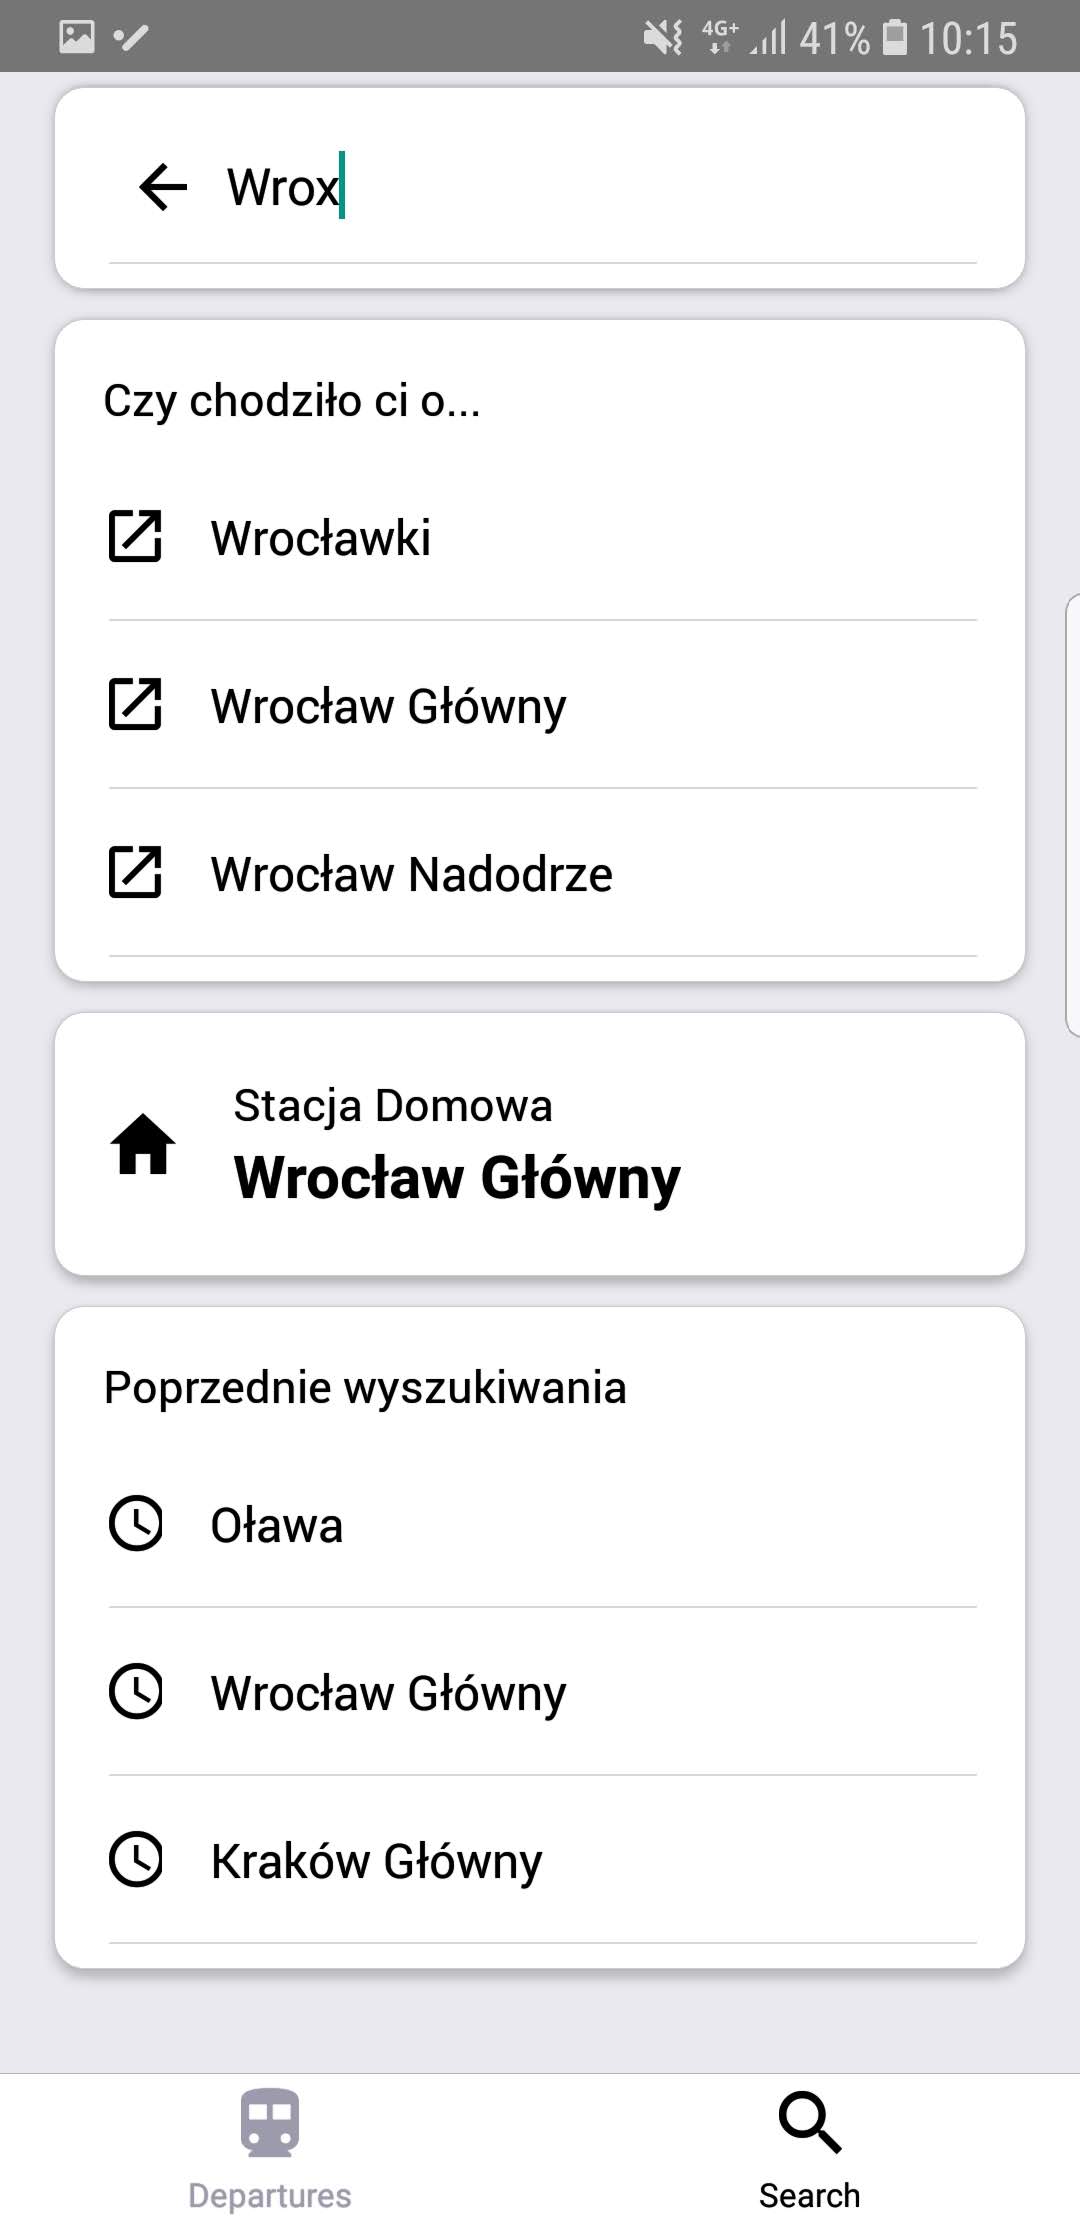 4G+ 41% 10:15
Wrox
Czy chodziło ci o...
Wrocławki
Wrocław Główny
Wrocław Nadodrze
Stacja Domowa
Wrocław Główny
Poprzednie wyszukiwania
Oława
Wrocław Główny
Kraków Główny
Departures
Search